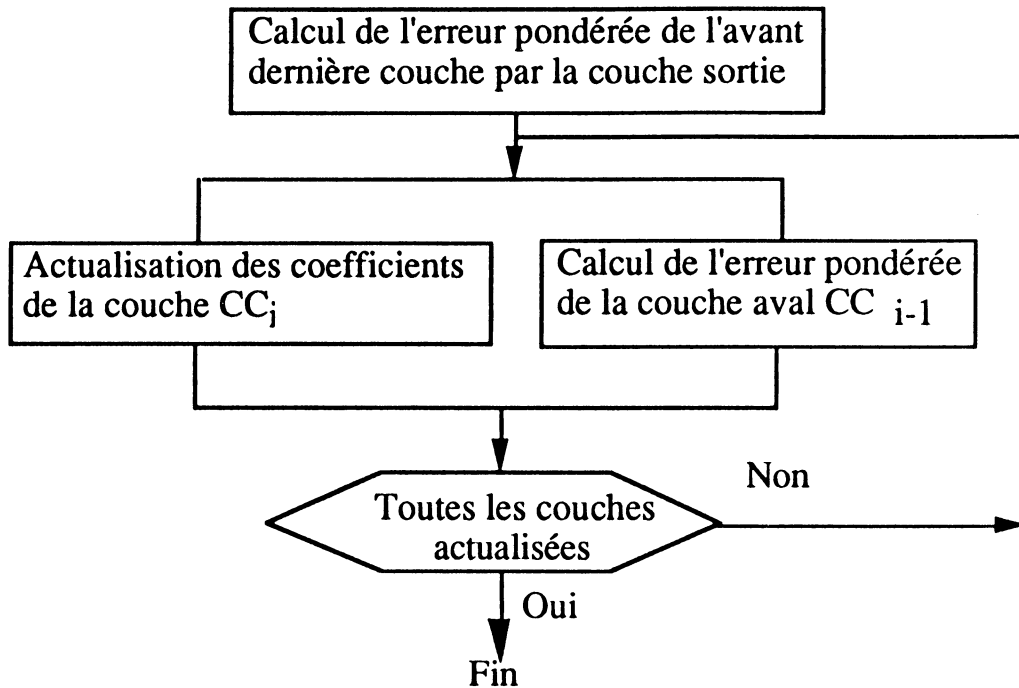 Calcul de l'erreur pondérée de l'avant
dernière couche par la couche sortie
Actualisation des coefficients
de la couche CCi
Calcul de l'erreur pondérée
de la couche aval CC i-1
Non
Toutes les couches
actualisées
Oui
Fin